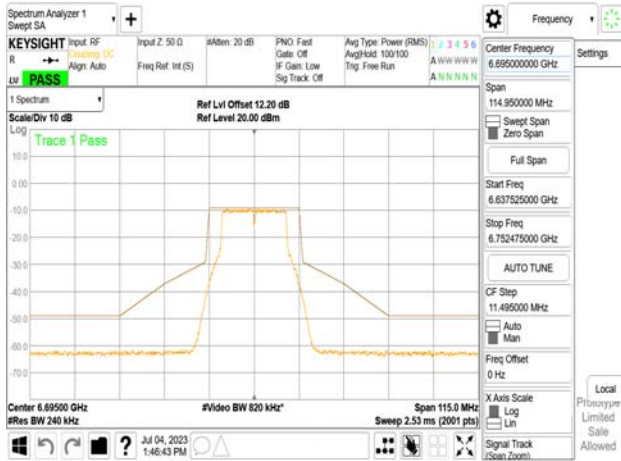 Spectrum Analyzer 1
Swept SA
+
Frequency
KEYSIGHT
R
LVI
PASS
Input: RF
Coupling: DC
Align: Auto
Input Z: 50 Ω
Freq Ref: Int (S)
#Atten: 20 dB
PNO: Fast
Gate: Off
IF Gain: Low
Sig Track: Off
Avg Type: Power (RMS)
Avg|Hold: 100/100
Trig: Free Run
1 2 3 4 5 6
A W W W W W
A N N N N N
1 Spectrum
Scale/Div 10 dB
Ref Lvl Offset 12.20 dB
Ref Level 20.00 dBm
Log
Trace 1 Pass
10.0
0.00
-10.0
-20.0
-30.0
-40.0
-50.0
-60.0
-70.0
Center 6.69500 GHz
#Res BW 240 kHz
#Video BW 820 kHz*
Span 115.0 MHz
Sweep 2.53 ms (2001 pts)
Center Frequency
6.695000000 GHz
Settings
Span
114.950000 MHz
Swept Span
Zero Span
Full Span
Start Freq
6.637525000 GHz
Stop Freq
6.752475000 GHz
AUTO TUNE
CF Step
11.495000 MHz
Auto
Man
Freq Offset
0 Hz
X Axis Scale
Log
Lin
Signal Track
(Span Zoom)
Local
Prototype
Limited
Sale
Allowed
?
Jul 04, 2023
1:46:43 PM